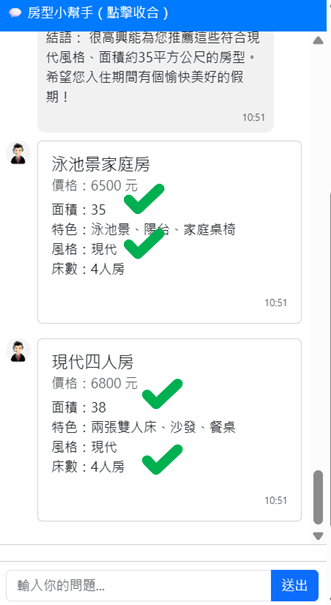 房型小幫手（點擊收合）
結語： 很高興能為您推薦這些符合現
代風格、面積約35平方公尺的房型。
希望您入住期間有個愉快美好的假
期！
10:51
泳池景家庭房
價格：6500 元
面積：35
特色：泳池景、陽台、家庭桌椅
風格：現代
床數：4人房
10:51
現代四人房
價格：6800 元
面積：38
特色：兩張雙人床、沙發、餐桌
風格：現代
床數：4人房
10:51
輸入你的問題...
送出